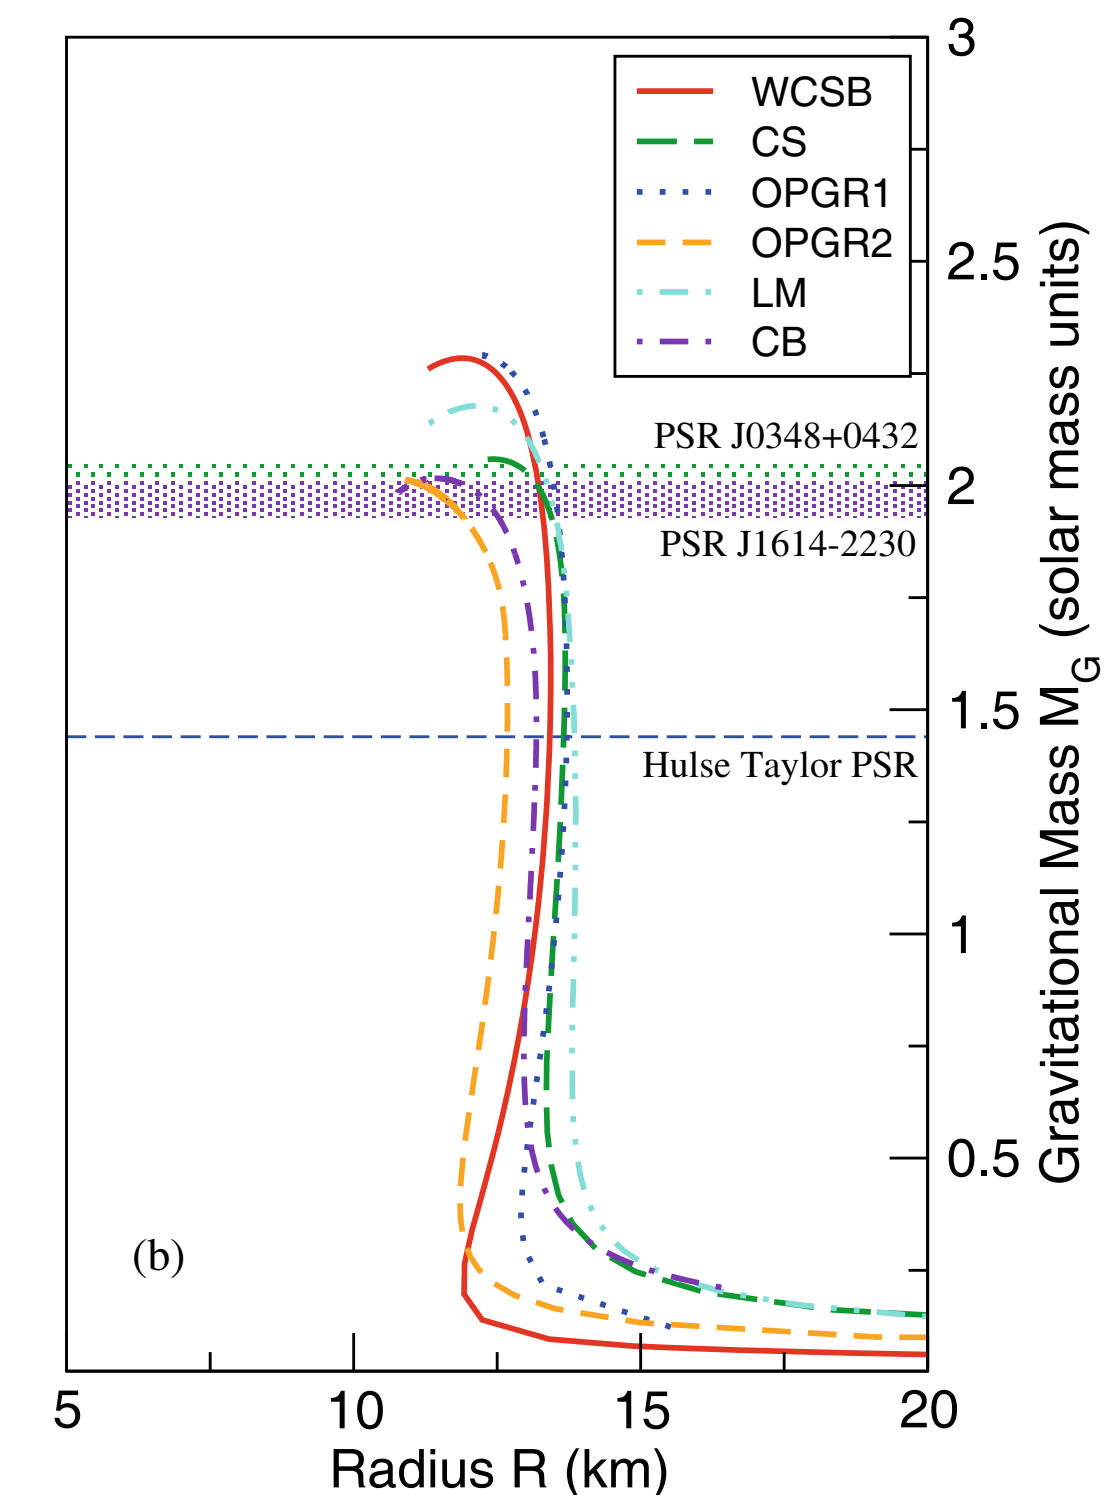 3
WCSB
CS
OPGR1
OPGR2
2.5
LM
CB
PSR J0348+0432
2
PSR J1614-2230
1.5
Hulse Taylor PSR
1
0.5
Gravitational Mass M_G (solar mass units)
(b)
5 10 15 20
Radius R (km)